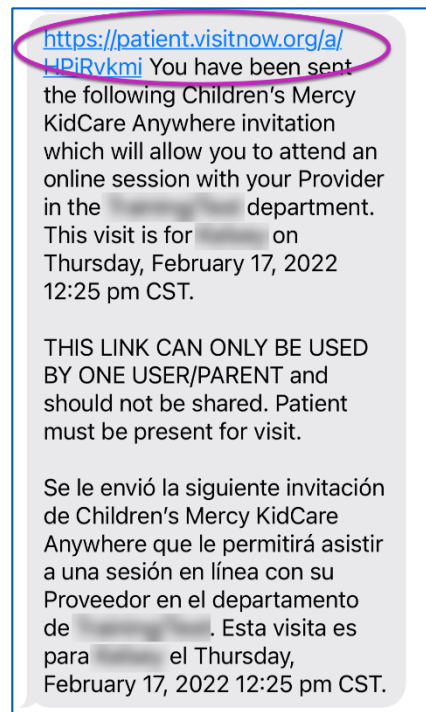 https://patient.visitnow.org/a/
HPiRvkmi You have been sent
the following Children's Mercy
KidCare Anywhere invitation
which will allow you to attend an
online session with your Provider
in the department.
This visit is for on
Thursday, February 17, 2022
12:25 pm CST.
THIS LINK CAN ONLY BE USED
BY ONE USER/PARENT and
should not be shared. Patient
must be present for visit.
Se le envió la siguiente invitación
de Children's Mercy KidCare
Anywhere que le permitirá asistir
a una sesión en línea con su
Proveedor en el departamento
de . Esta visita es
para el Thursday,
February 17, 2022 12:25 pm CST.